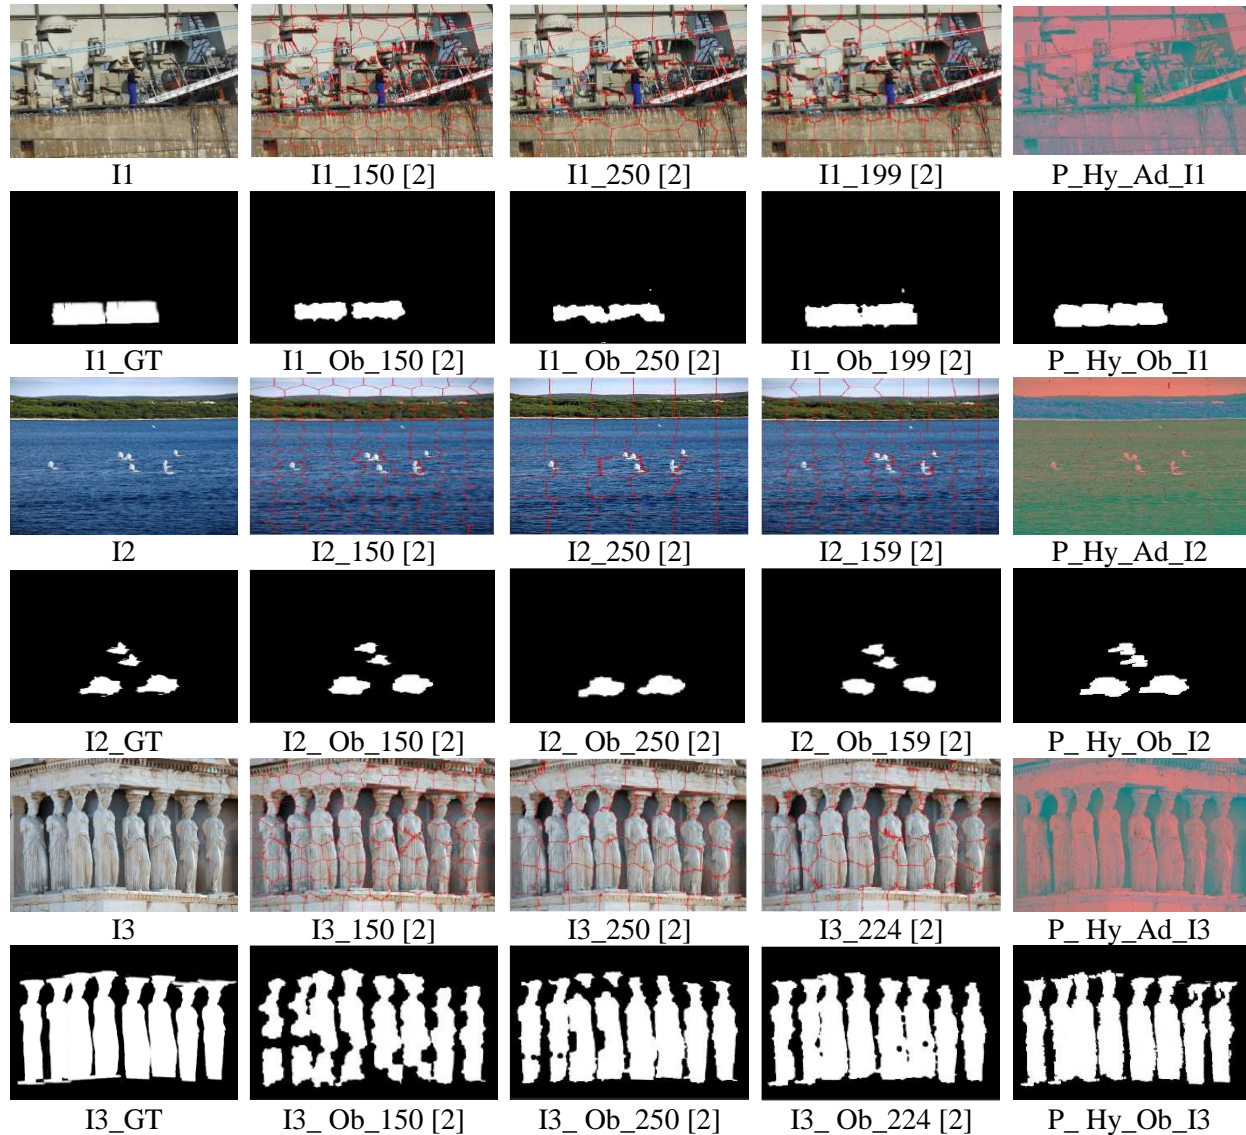 I1 I1_150 [2] I1_250 [2] I1_199 [2] P_Hy_Ad_I1
I1_GT I1_ Ob_150 [2] I1_ Ob_250 [2] I1_ Ob_199 [2] P_ Hy_Ob_I1
I2 I2_150 [2] I2_250 [2] I2_159 [2] P_Hy_Ad_I2
I2_GT I2_ Ob_150 [2] I2_ Ob_250 [2] I2_ Ob_159 [2] P_ Hy_Ob_I2
I3 I3_150 [2] I3_250 [2] I3_224 [2] P_ Hy_Ad_I3
I3_GT I3_ Ob_150 [2] I3_ Ob_250 [2] I3_ Ob_224 [2] P_ Hy_Ob_I3